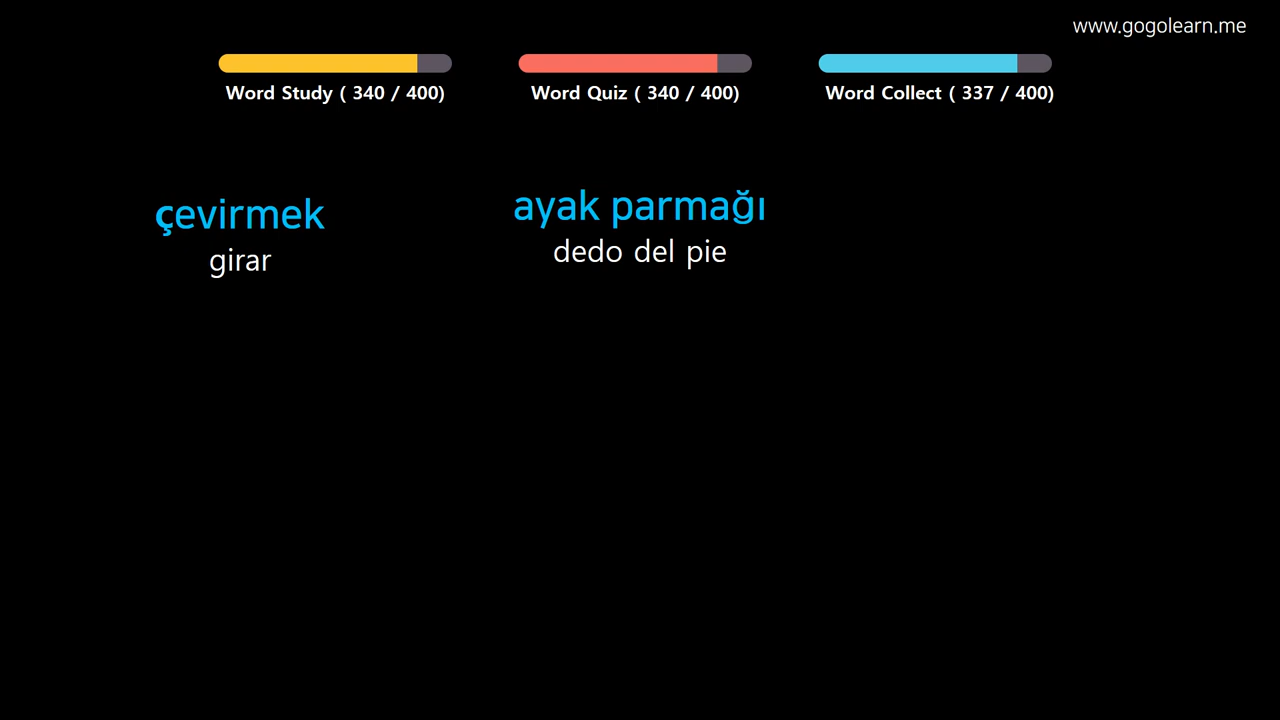 www.gogolearn.me
Word Study ( 340 / 400)
Word Quiz ( 340 / 400)
Word Collect ( 337 / 400)
çevirmek
girar
ayak parmağı
dedo del pie